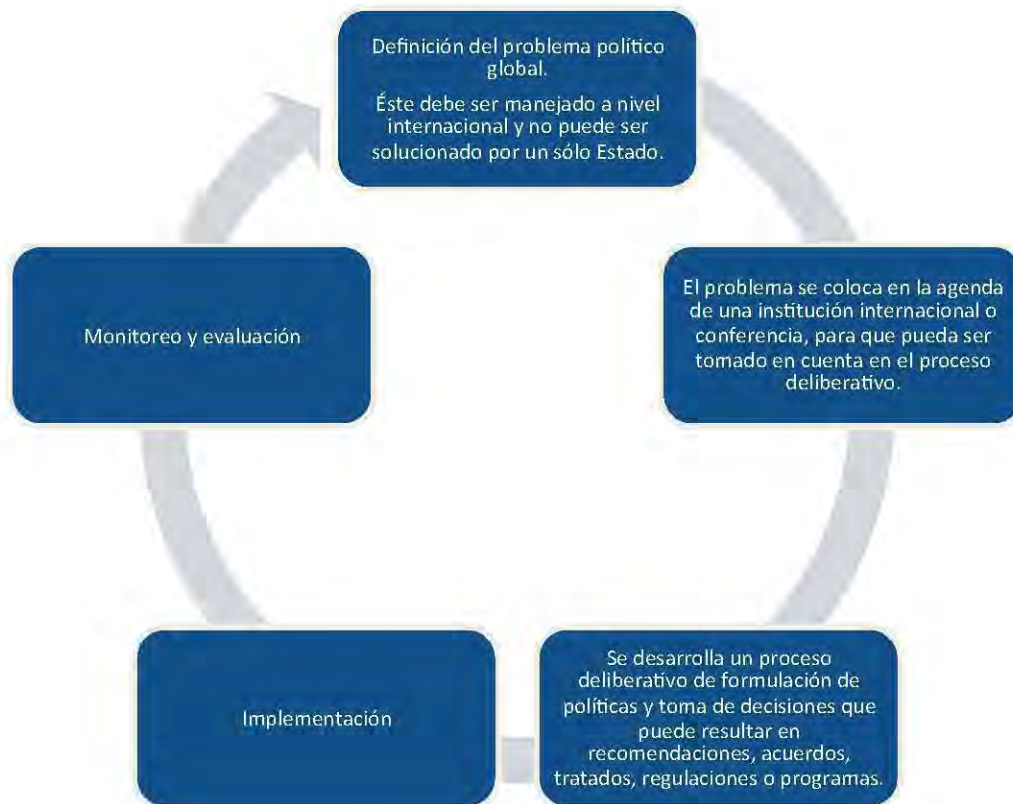 Definición del problema político
global.
Éste debe ser manejado a nivel
internacional y no puede ser
solucionado por un sólo Estado.
El problema se coloca en la agenda
de una institución internacional o
conferencia, para que pueda ser
tomado en cuenta en el proceso
deliberativo.
Se desarrolla un proceso
deliberativo de formulación de
políticas y toma de decisiones que
puede resultar en
recomendaciones, acuerdos,
tratados, regulaciones o programas.
Implementación
Monitoreo y evaluación